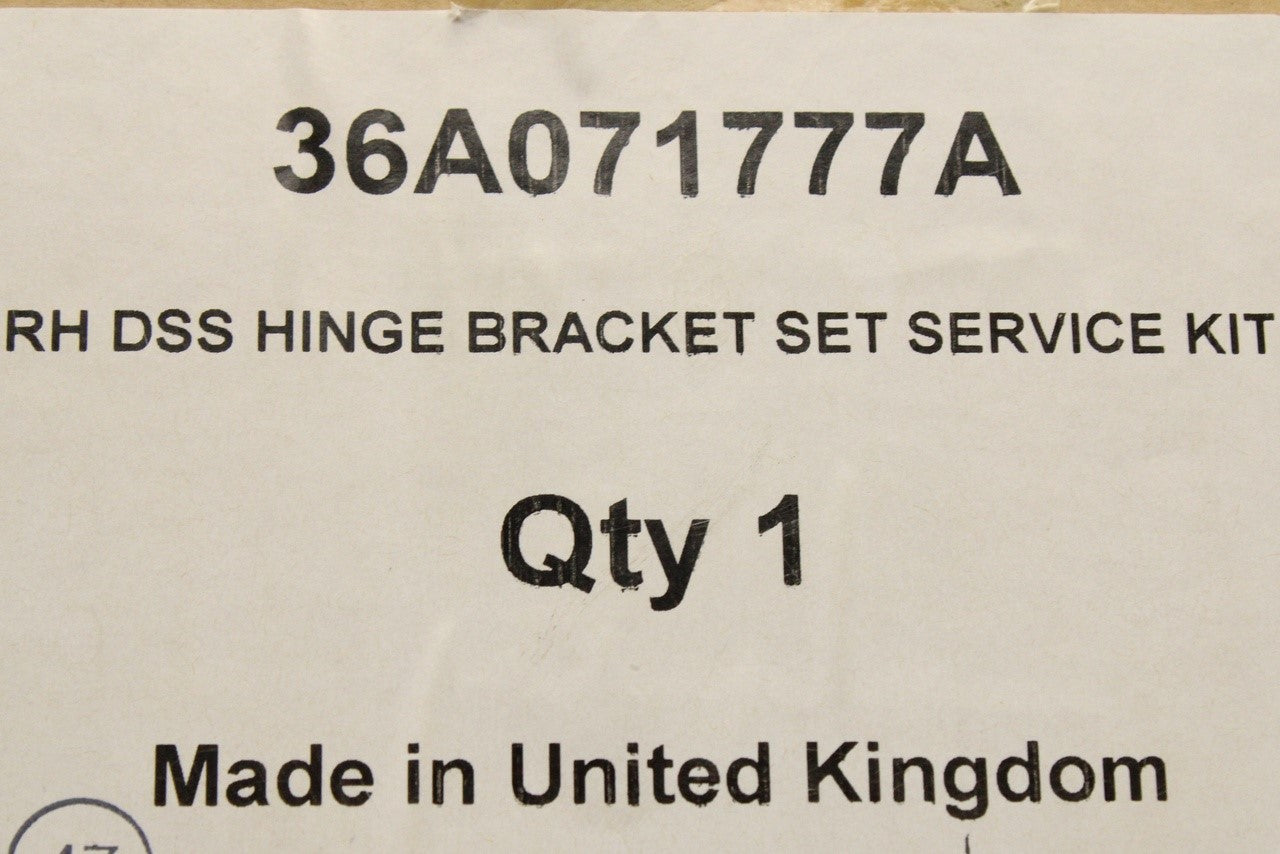 36A071777A
RH DSS HINGE BRACKET SET SERVICE KIT
Qty 1
Made in United Kingdom